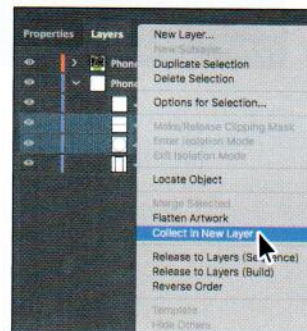 Properties
Layers
Phon
Phone
New Layer...
New Sublayer...
Duplicate Selection
Delete Selection
Options for Selection...
Make/Release Clipping Mask
Enter Isolation Mode
Exit Isolation Mode
Locate Object
Merge Selected
Flatten Artwork
Collect in New Layer
Release to Layers (Sequence)
Release to Layers (Build)
Reverse Order
Template
Hide Others